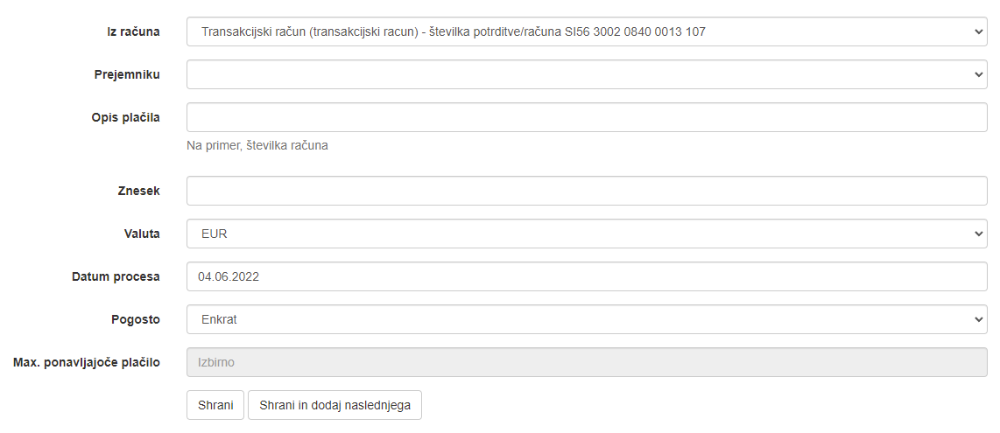 Iz računa
Transakcijski račun (transakcijski racun) - številka potrditve/računa SI56 3002 0840 0013 107
Prejemniku
Opis plačila
Na primer, številka računa
Znesek
Valuta
EUR
Datum procesa
04.06.2022
Pogosto
Enkrat
Max. ponavljajoče plačilo
Izbirno
Shrani
Shrani in dodaj naslednjega